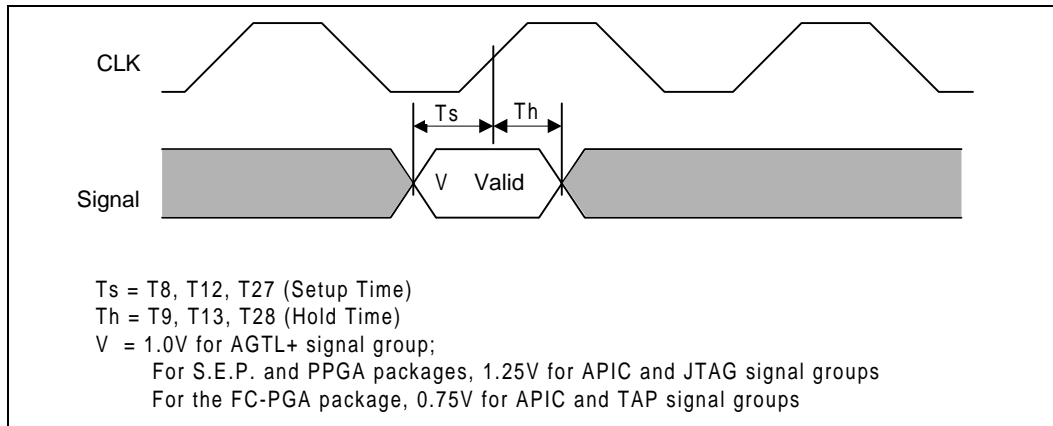 CLK
Ts Th
V Valid
Signal
Ts = T8, T12, T27 (Setup Time)
Th = T9, T13, T28 (Hold Time)
V = 1.0V for AGTL+ signal group;
For S.E.P. and PPGA packages, 1.25V for APIC and JTAG signal groups
For the FC-PGA package, 0.75V for APIC and TAP signal groups